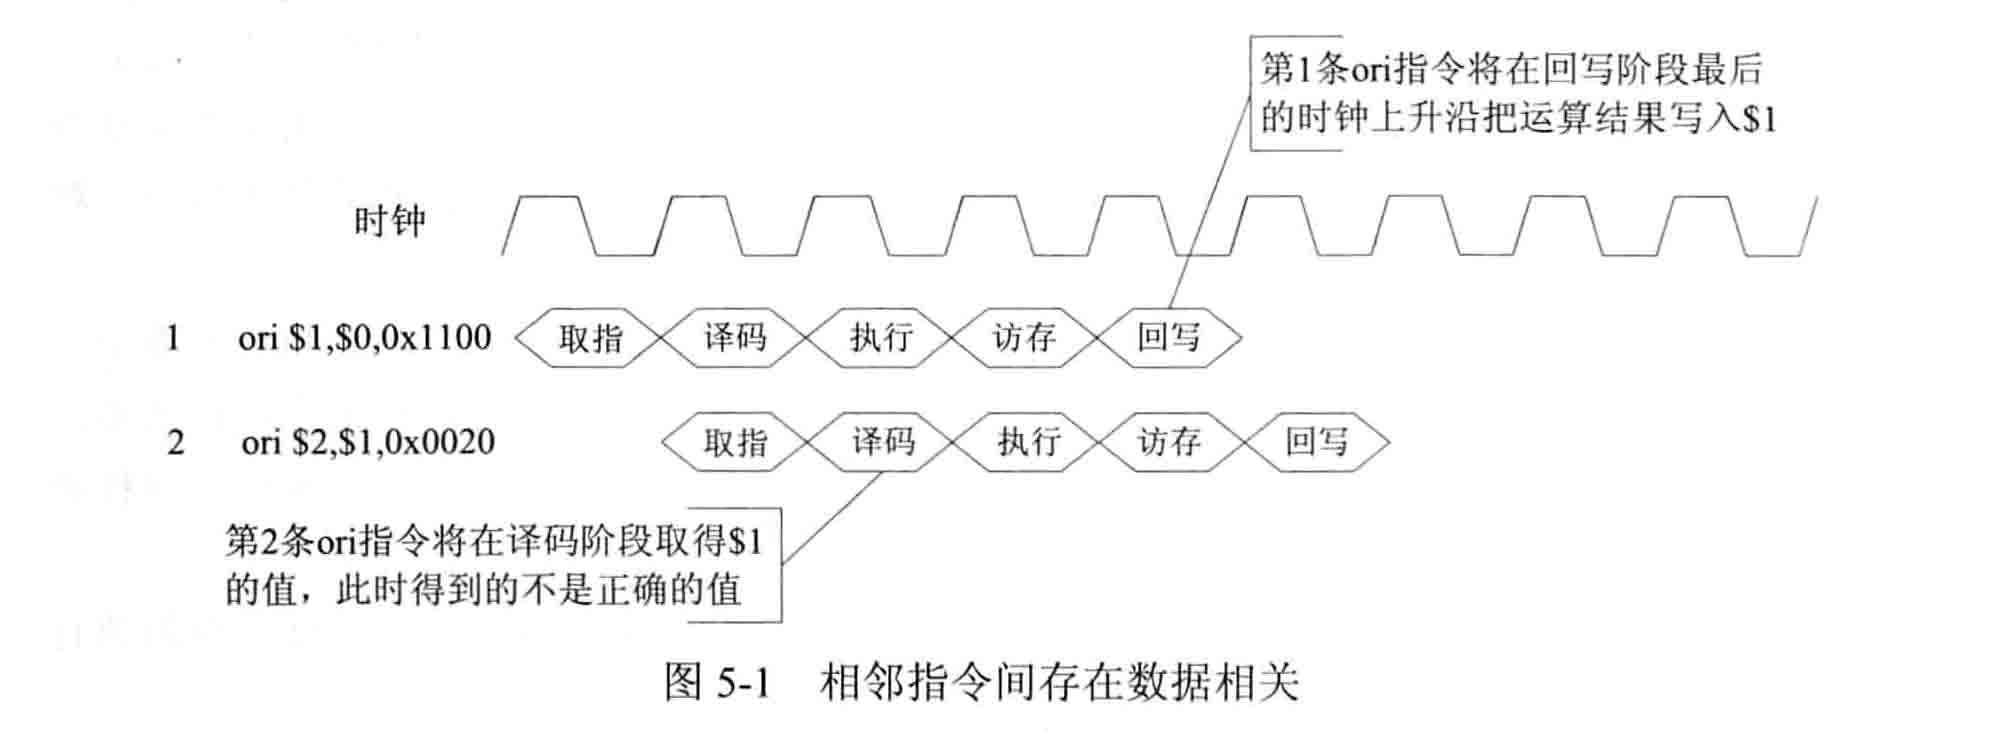 第1条ori指令将在回写阶段最后
的时钟上升沿把运算结果写入$1
时钟
1 ori $1,$0,0x1100 取指 译码 执行 访存 回写
2 ori $2,$1,0x0020 取指 译码 执行 访存 回写
第2条ori指令将在译码阶段取得$1
的值，此时得到的不是正确的值
图 5-1 相邻指令间存在数据相关